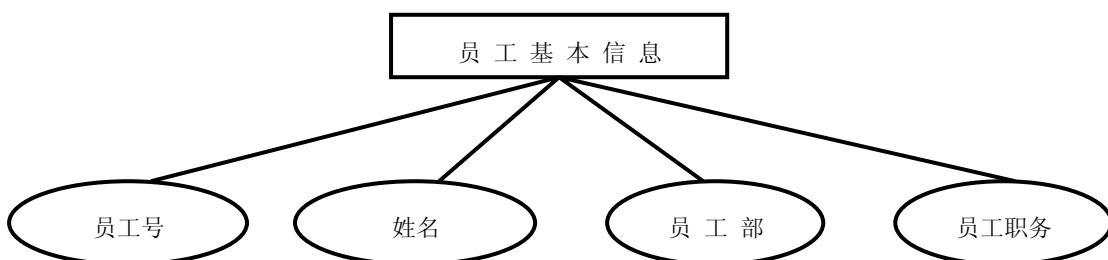 员 工 基 本 信 息
员工号
姓名
员 工 部
员工职务